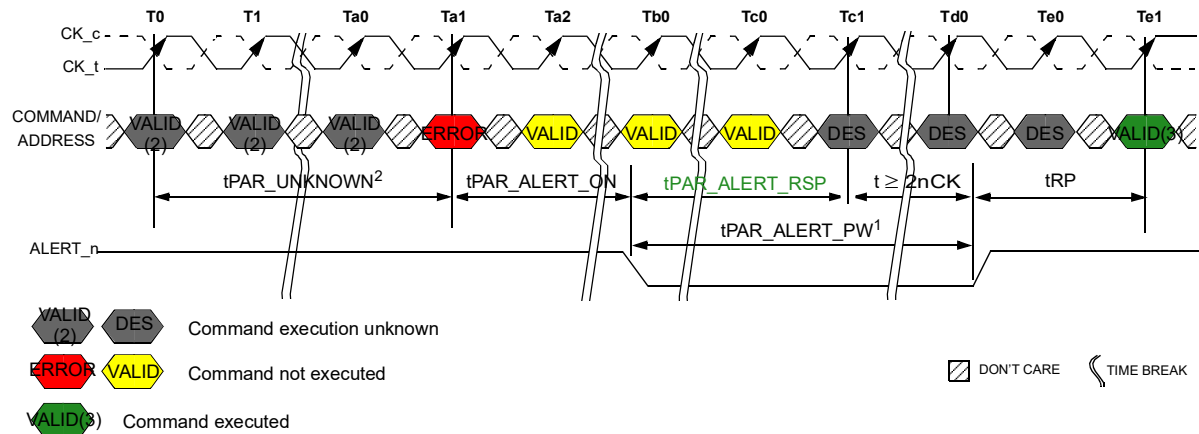 T0 T1 Ta0 Ta1 Ta2 Tb0 Tc0 Tc1 Td0 Te0 Te1
CK_c
CK_t
COMMAND/
ADDRESS
VALID (2) VALID (2) VALID (2) ERROR VALID VALID VALID DES DES DES VALID(3)
tPAR_UNKNOWN² tPAR_ALERT_ON tPAR_ALERT_RSP t ≥ 2nCK tRP
tPAR_ALERT_PW¹
ALERT_n
VALID (2) DES Command execution unknown
ERROR VALID Command not executed
DON'T CARE TIME BREAK
VALID(3) Command executed